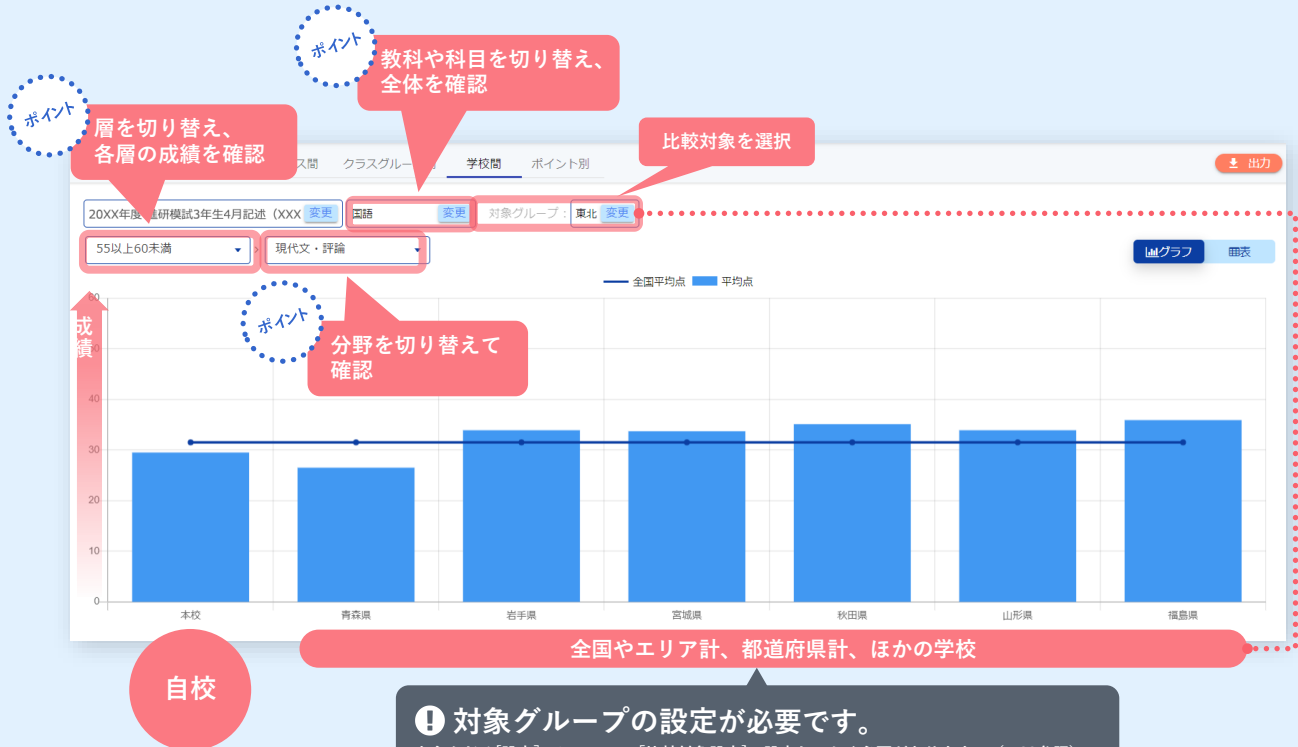 ポイント
教科や科目を切り替え、
全体を確認
ポイント
層を切り替え、
各層の成績を確認
比較対象を選択
ス間 クラスグルー 学校間 ポイント別
出力
20XX年度 進研模試3年生4月記述（XXX 変更 国語 変更 対象グループ： 東北 変更
55以上60未満 > 現代文・評論
グラフ 表
全国平均点 平均点
ポイント
分野を切り替えて
確認
成績
60
50
40
30
20
10
0
本校 青森県 岩手県 宮城県 秋田県 山形県 福島県
全国やエリア計、都道府県計、ほかの学校
自校
対象グループの設定が必要です。